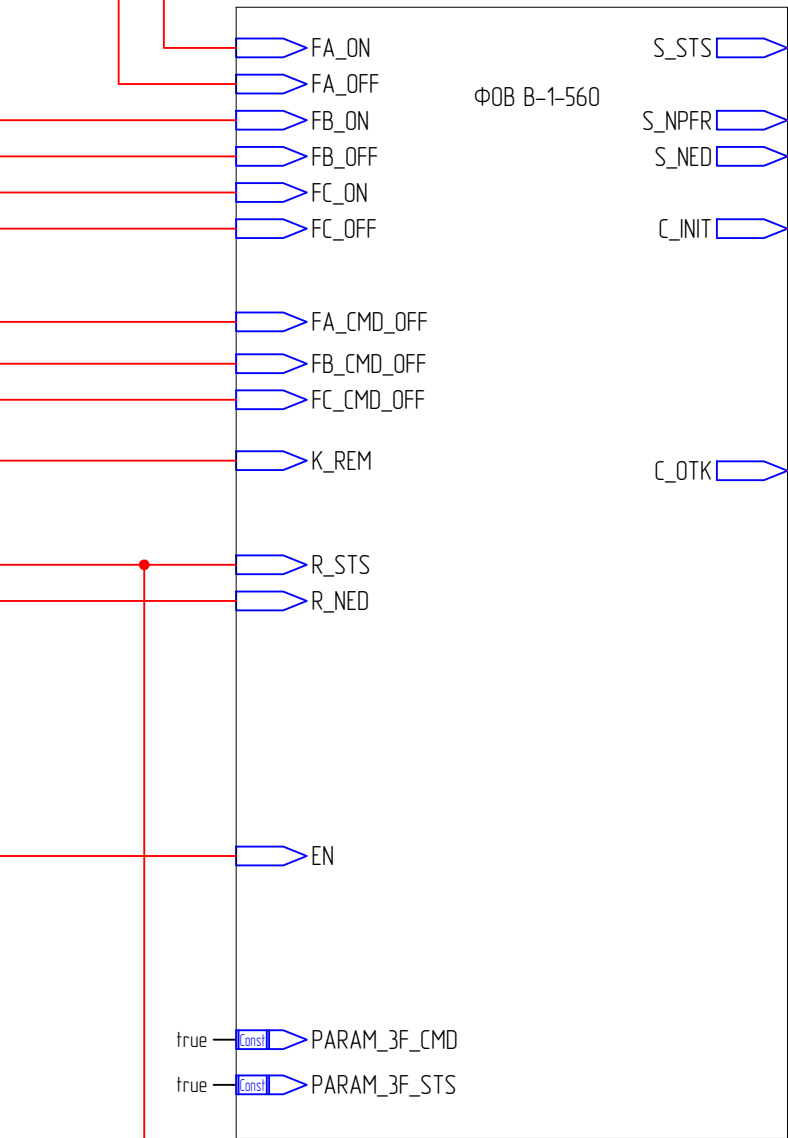 FA_ON
S_STS
FA_OFF
ФОВ В-1-560
FB_ON
S_NPFR
FB_OFF
S_NED
FC_ON
FC_OFF
C_INIT
FA_CMD_OFF
FB_CMD_OFF
FC_CMD_OFF
K_REM
C_OTK
R_STS
R_NED
EN
true
Const
PARAM_3F_CMD
true
Const
PARAM_3F_STS